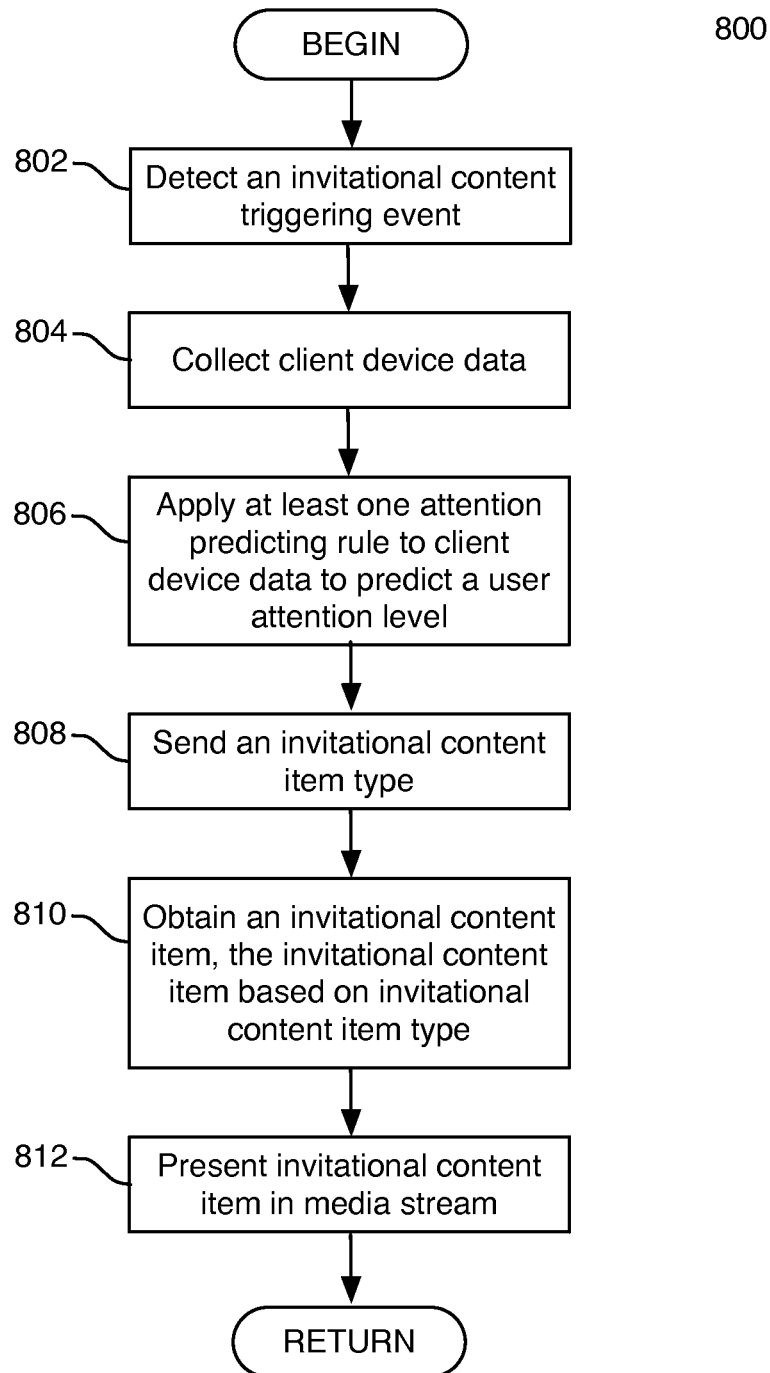 BEGIN
800
802
Detect an invitational content
triggering event
804
Collect client device data
806
Apply at least one attention
predicting rule to client
device data to predict a user
attention level
808
Send an invitational content
item type
810
Obtain an invitational content
item, the invitational content
item based on invitational
content item type
812
Present invitational content
item in media stream
RETURN